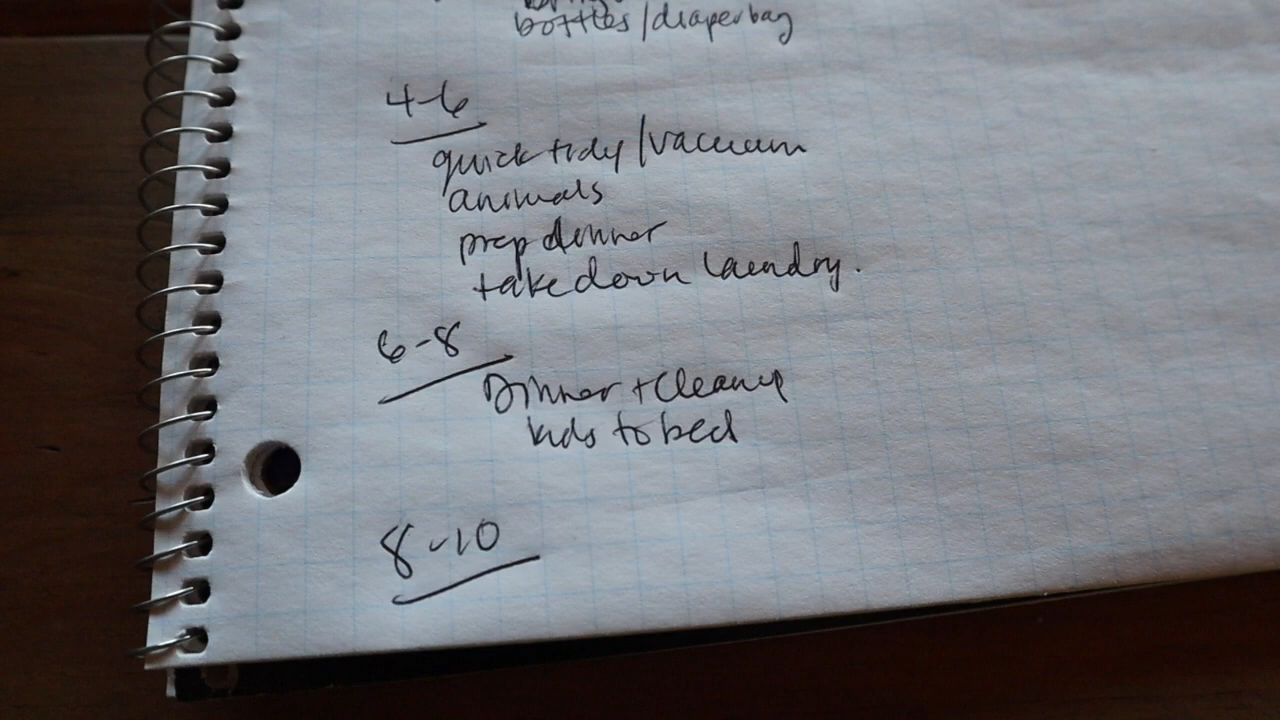 bottles/diaperbag
4-6
quick tidy/vacuum
animals
prep dinner
take down laundry.
6-8
Dinner + cleanup
kids to bed
8-10